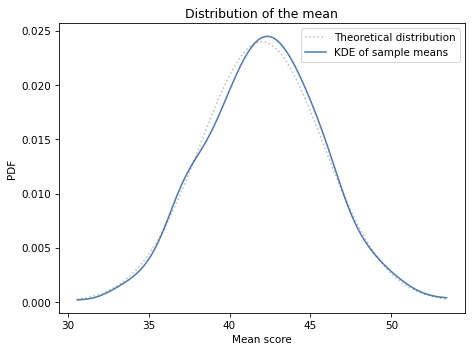 Distribution of the mean
Theoretical distribution
KDE of sample means
0.025
0.020
0.015
0.010
0.005
0.000
PDF
30 35 40 45 50
Mean score